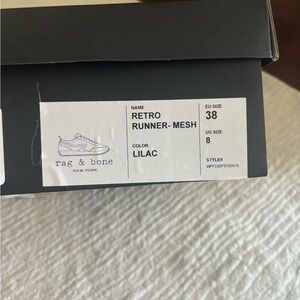 rag & bone
NEW YORK
NAME
RETRO
RUNNER- MESH
COLOR
LILAC
EU SIZE
38
US SIZE
8
STYLE#